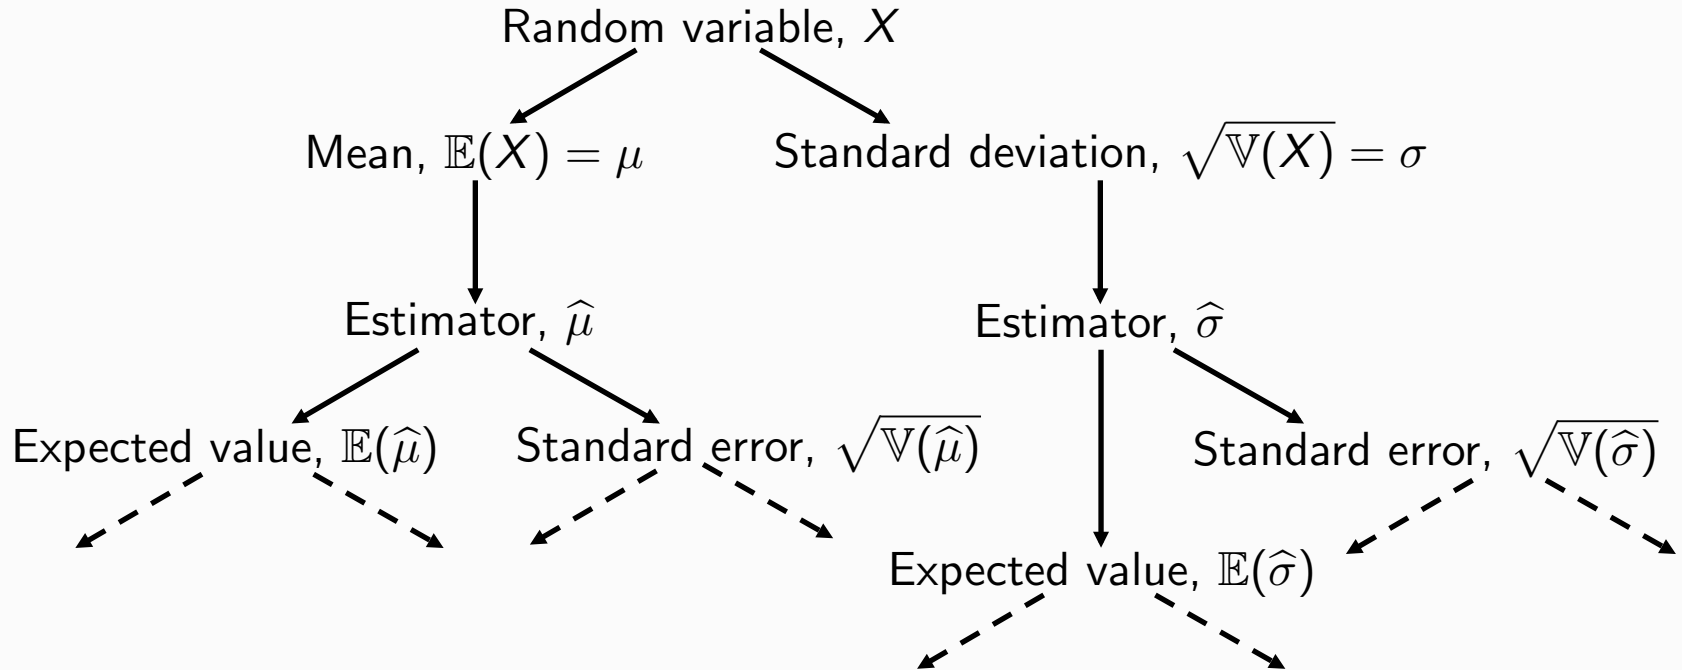 Random variable, X
Mean, 𝔼(X) = μ
Standard deviation, √𝕍(X) = σ
Estimator, μ̂
Estimator, σ̂
Expected value, 𝔼(μ̂)
Standard error, √𝕍(μ̂)
Standard error, √𝕍(σ̂)
Expected value, 𝔼(σ̂)